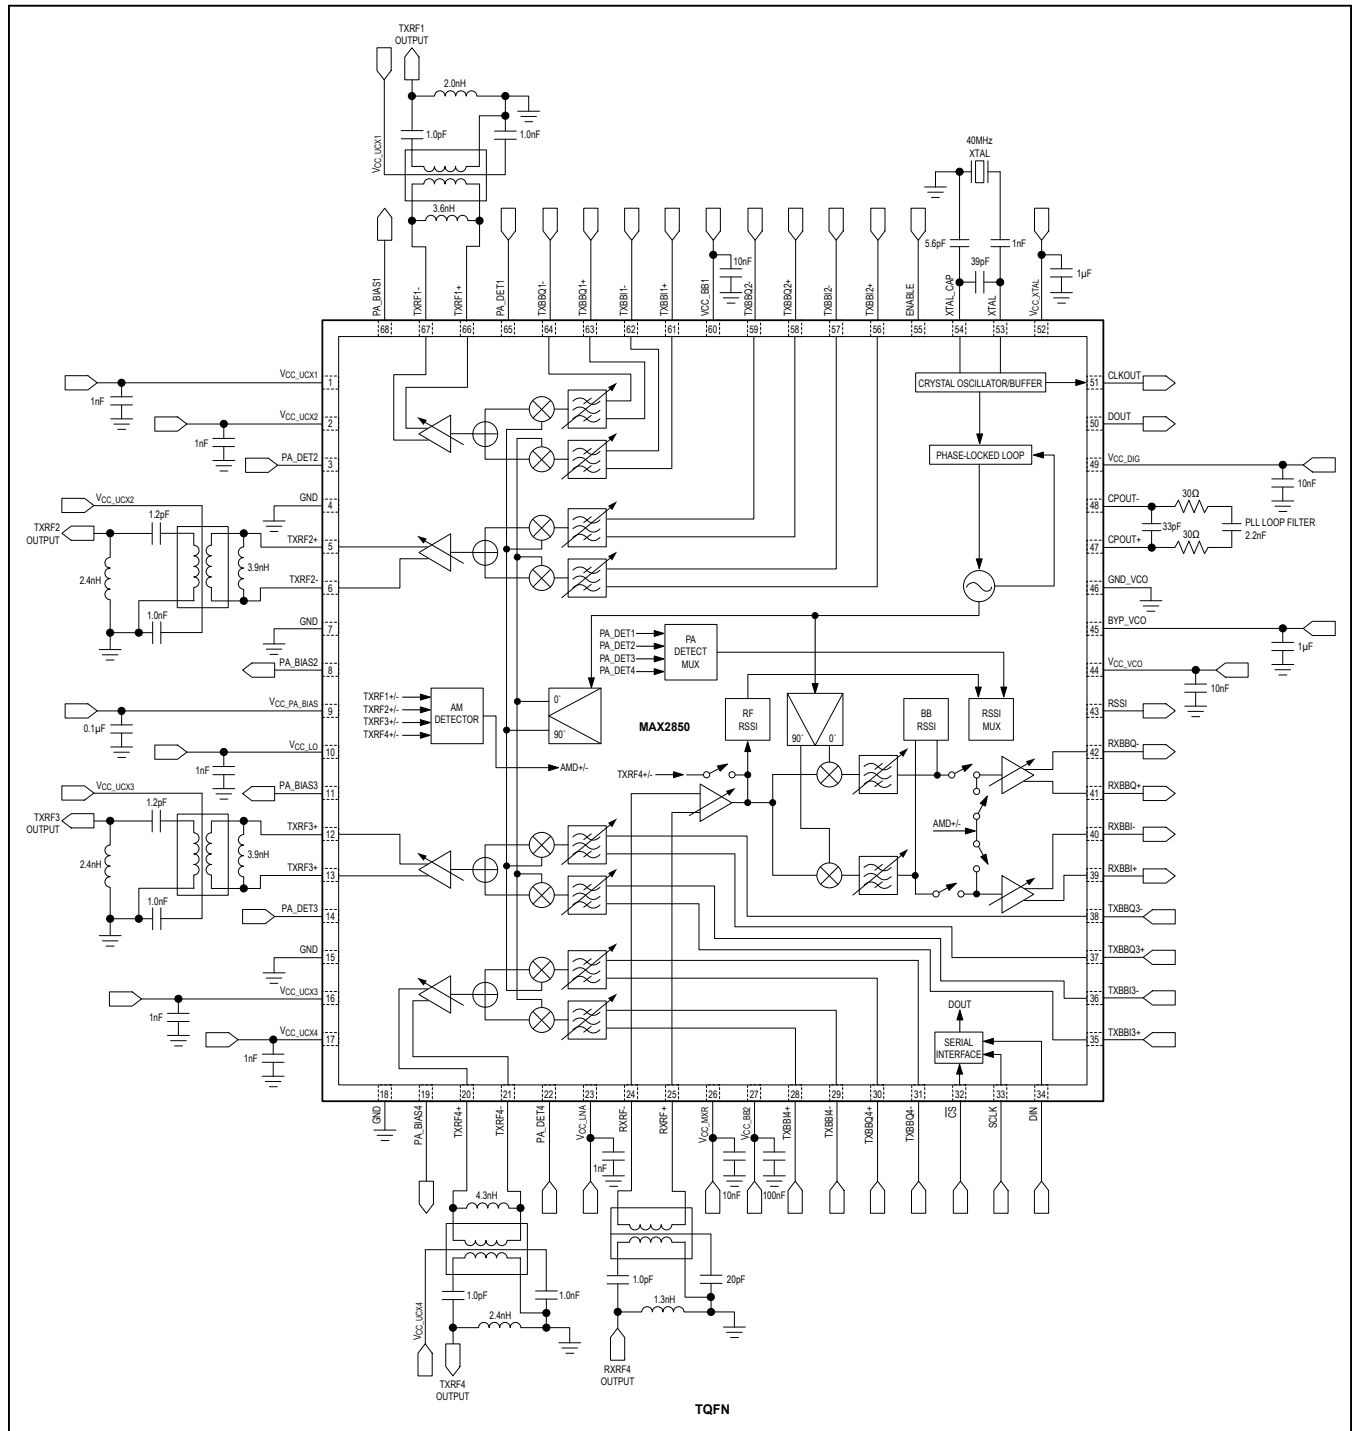 TXRF1
OUTPUT
2.0nH
1.0pF
1.0nF
VCC_UCX1
3.6nH
40MHz
XTAL
5.6pF
1nF
39pF
10nF
1µF
PA_BIAS1
TXRF1-
TXRF1+
PA_DET1
TXBBQ1-
TXBBQ1+
TXBBI1-
TXBBI1+
VCC_BB1
TXBBQ2-
TXBBQ2+
TXBBI2-
TXBBI2+
ENABLE
XTAL_CAP
XTAL
VCC_XTAL
68
67
66
65
64
63
62
61
60
59
58
57
56
55
54
53
52
VCC_UCX1
1
1nF
VCC_UCX2
2
1nF
PA_DET2
3
GND
4
VCC_UCX2
1.2pF
TXRF2
OUTPUT
TXRF2+
5
3.9nH
2.4nH
TXRF2-
6
1.0nF
GND
7
PA_BIAS2
8
VCC_PA_BIAS
9
0.1µF
VCC_LO
10
1nF
PA_BIAS3
11
VCC_UCX3
1.2pF
TXRF3
OUTPUT
TXRF3+
12
3.9nH
2.4nH
TXRF3+
13
1.0nF
PA_DET3
14
GND
15
VCC_UCX3
16
1nF
VCC_UCX4
17
1nF
CRYSTAL OSCILLATOR/BUFFER
PHASE-LOCKED LOOP
PA_DET1
PA_DET2
PA_DET3
PA_DET4
PA
DETECT
MUX
TXRF1+/-
TXRF2+/-
TXRF3+/-
TXRF4+/-
AM
DETECTOR
AMD+/-
0˚
90˚
MAX2850
RF
RSSI
90˚
0˚
BB
RSSI
RSSI
MUX
TXRF4+/-
AMD+/-
DOUT
SERIAL
INTERFACE
51
CLKOUT
50
DOUT
49
VCC_DIG
10nF
48
CPOUT-
30Ω
33pF
PLL LOOP FILTER
2.2nF
47
CPOUT+
30Ω
46
GND_VCO
45
BYP_VCO
1µF
44
VCC_VCO
10nF
43
RSSI
42
RXBBQ-
41
RXBBQ+
40
RXBBI-
39
RXBBI+
38
TXBBQ3-
37
TXBBQ3+
36
TXBBI3-
35
TXBBI3+
18
19
20
21
22
23
24
25
26
27
28
29
30
31
32
33
34
GND
PA_BIAS4
TXRF4+
TXRF4-
PA_DET4
VCC_LNA
RXRF-
RXRF+
VCC_MXR
VCC_BB2
TXBBI4+
TXBBI4-
TXBBQ4+
TXBBQ4-
CS
SCLK
DIN
1nF
10nF
100nF
4.3nH
1.0pF
1.0nF
2.4nH
VCC_UCX4
TXRF4
OUTPUT
1.0pF
20pF
1.3nH
RXRF4
OUTPUT
TQFN